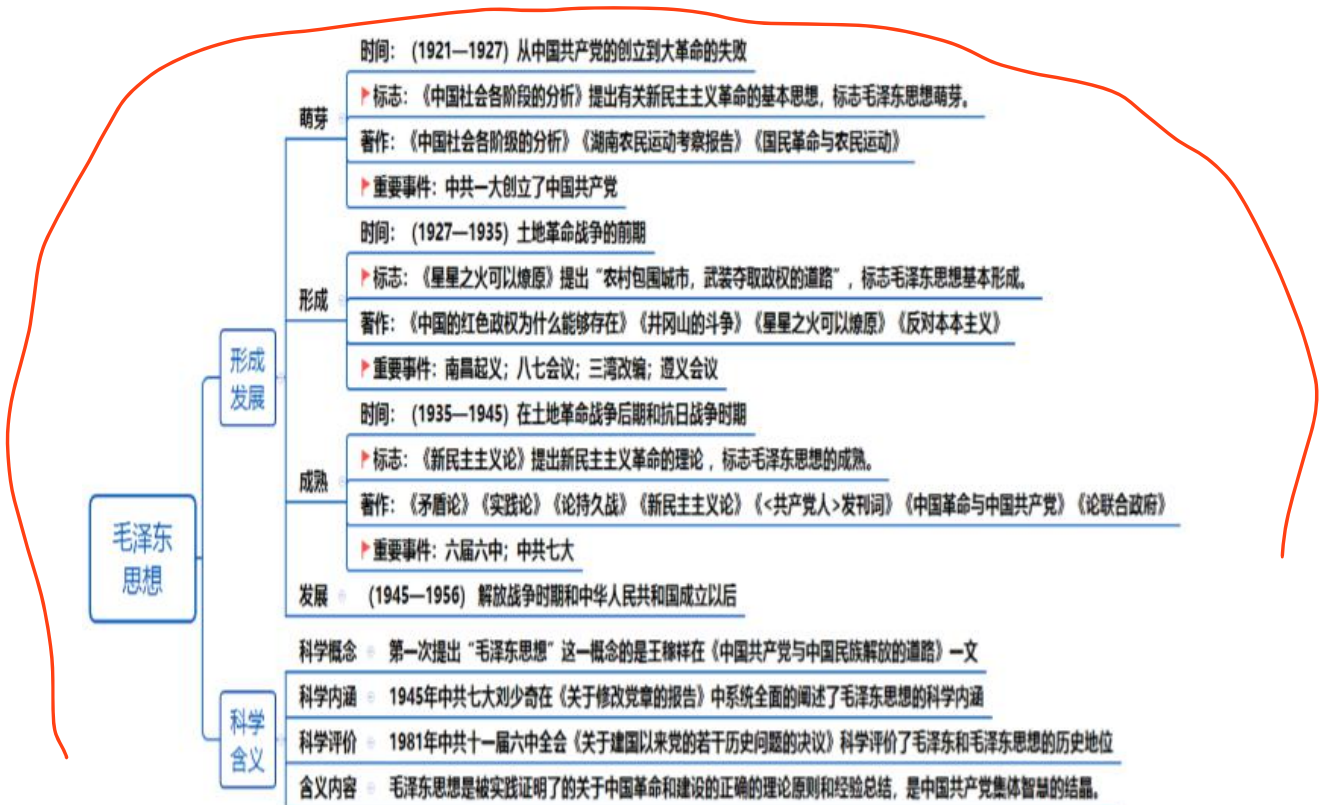 时间：（1921—1927）从中国共产党的创立到大革命的失败
标志：《中国社会各阶段的分析》提出有关新民主主义革命的基本思想，标志毛泽东思想萌芽。
萌芽
著作：《中国社会各阶级的分析》《湖南农民运动考察报告》《国民革命与农民运动》
重要事件：中共一大创立了中国共产党
时间：（1927—1935）土地革命战争的前期
标志：《星星之火可以燎原》提出“农村包围城市，武装夺取政权的道路”，标志毛泽东思想基本形成。
形成
著作：《中国的红色政权为什么能够存在》《井冈山的斗争》《星星之火可以燎原》《反对本本主义》
重要事件：南昌起义；八七会议；三湾改编；遵义会议
形成
发展
时间：（1935—1945）在土地革命战争后期和抗日战争时期
标志：《新民主主义论》提出新民主主义革命的理论，标志毛泽东思想的成熟。
成熟
著作：《矛盾论》《实践论》《论持久战》《新民主主义论》《<共产党人>发刊词》《中国革命与中国共产党》《论联合政府》
重要事件：六届六中；中共七大
发展 （1945—1956） 解放战争时期和中华人民共和国成立以后
毛泽东
思想
科学概念 第一次提出“毛泽东思想”这一概念的是王稼祥在《中国共产党与中国民族解放的道路》一文
科学内涵 1945年中共七大刘少奇在《关于修改党章的报告》中系统全面的阐述了毛泽东思想的科学内涵
科学
含义
科学评价 1981年中共十一届六中全会《关于建国以来党的若干历史问题的决议》科学评价了毛泽东和毛泽东思想的历史地位
含义内容 毛泽东思想是被实践证明了的关于中国革命和建设的正确的理论原则和经验总结，是中国共产党集体智慧的结晶。